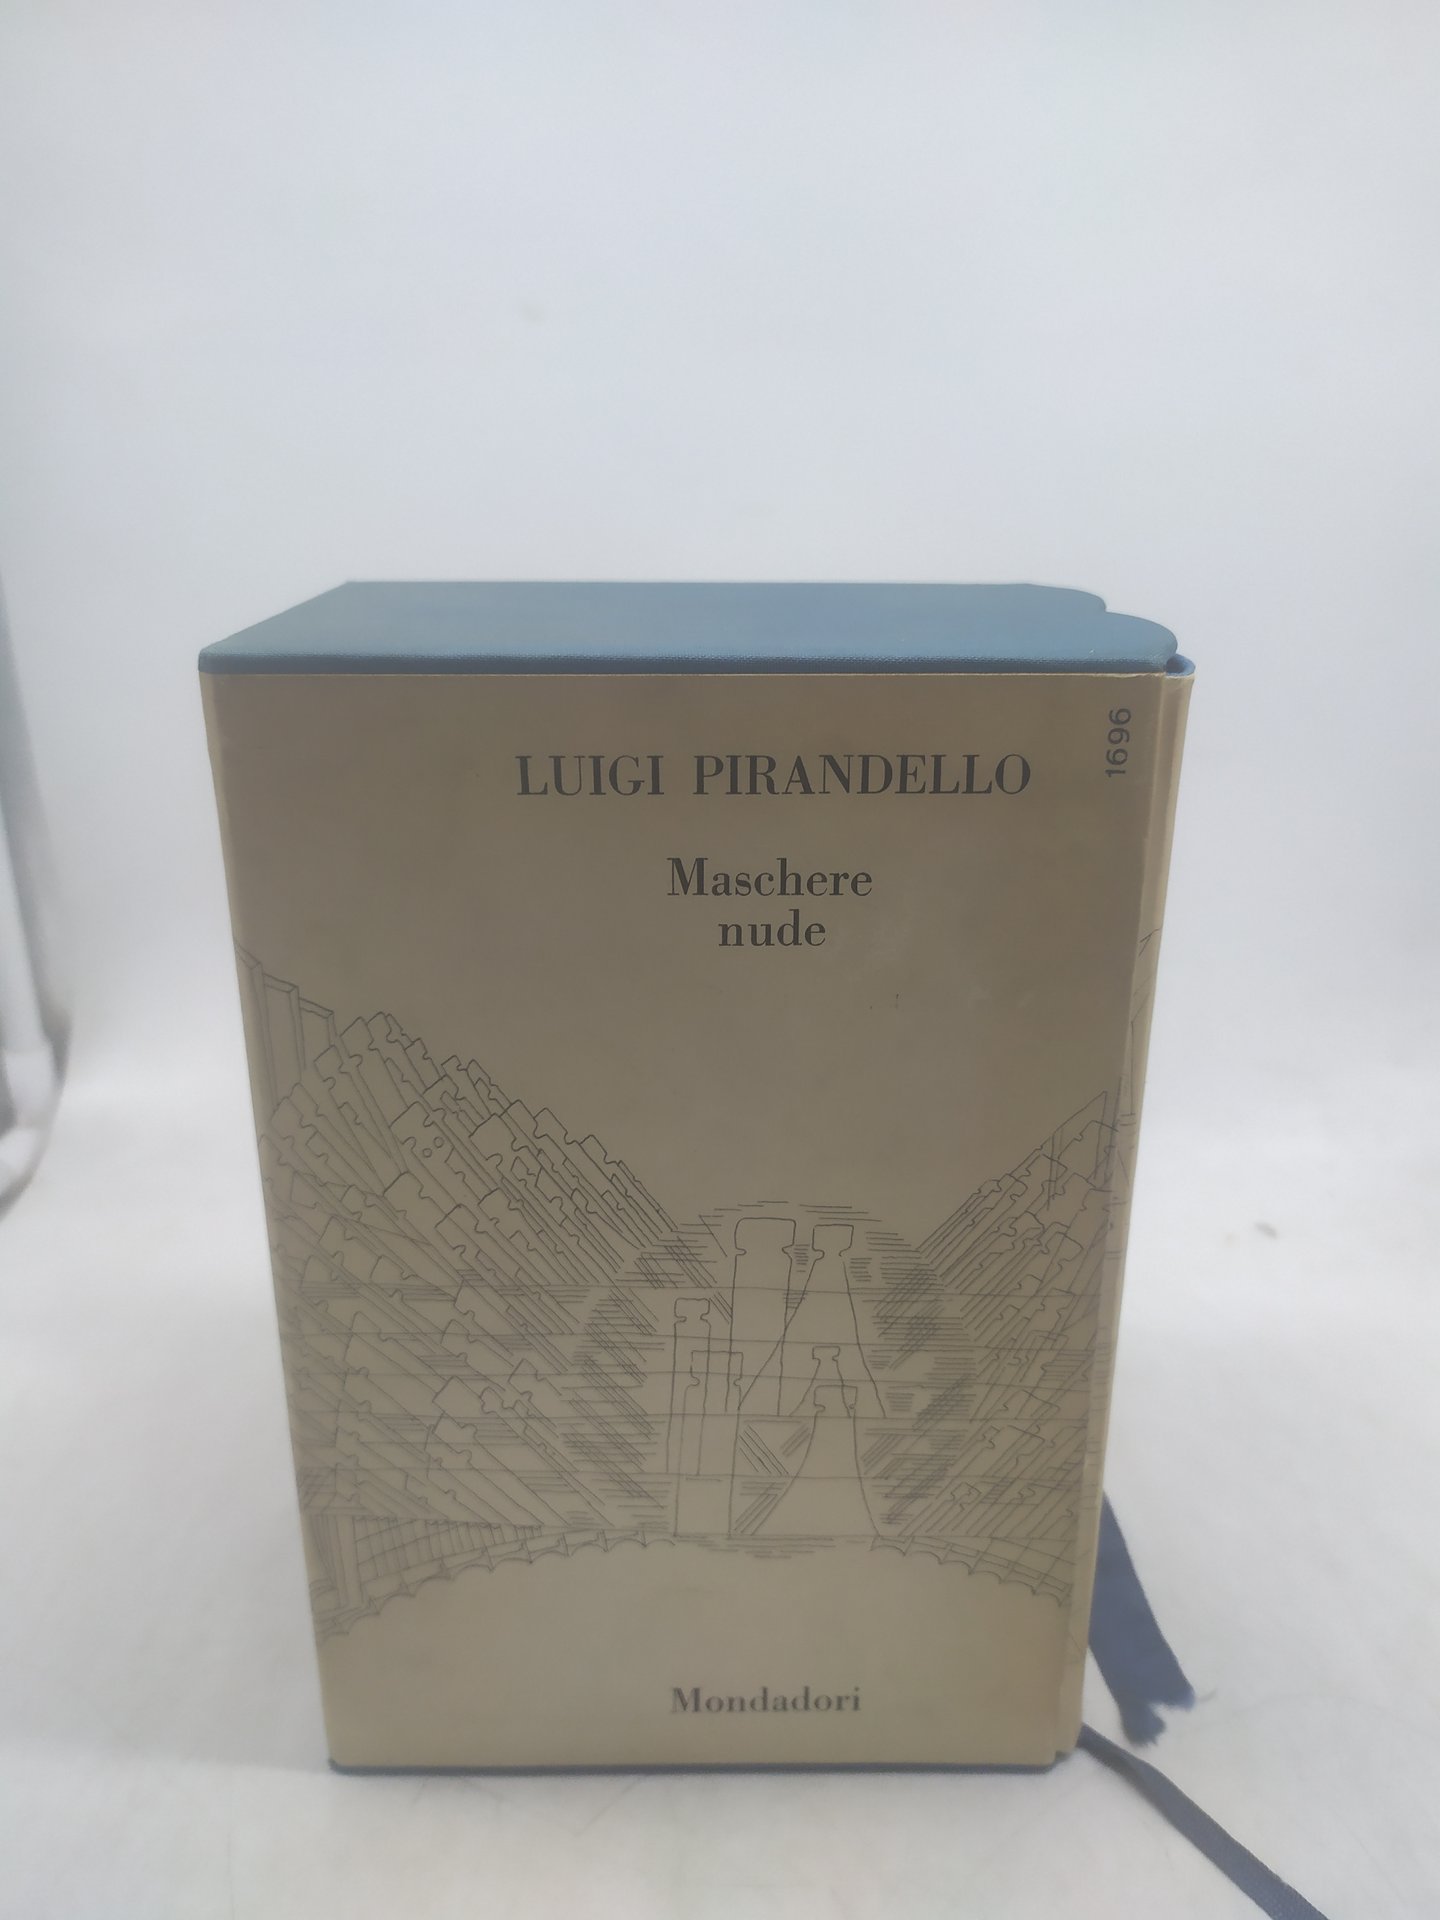 LUIGI PIRANDELLO
1696
Maschere
nude
Mondadori